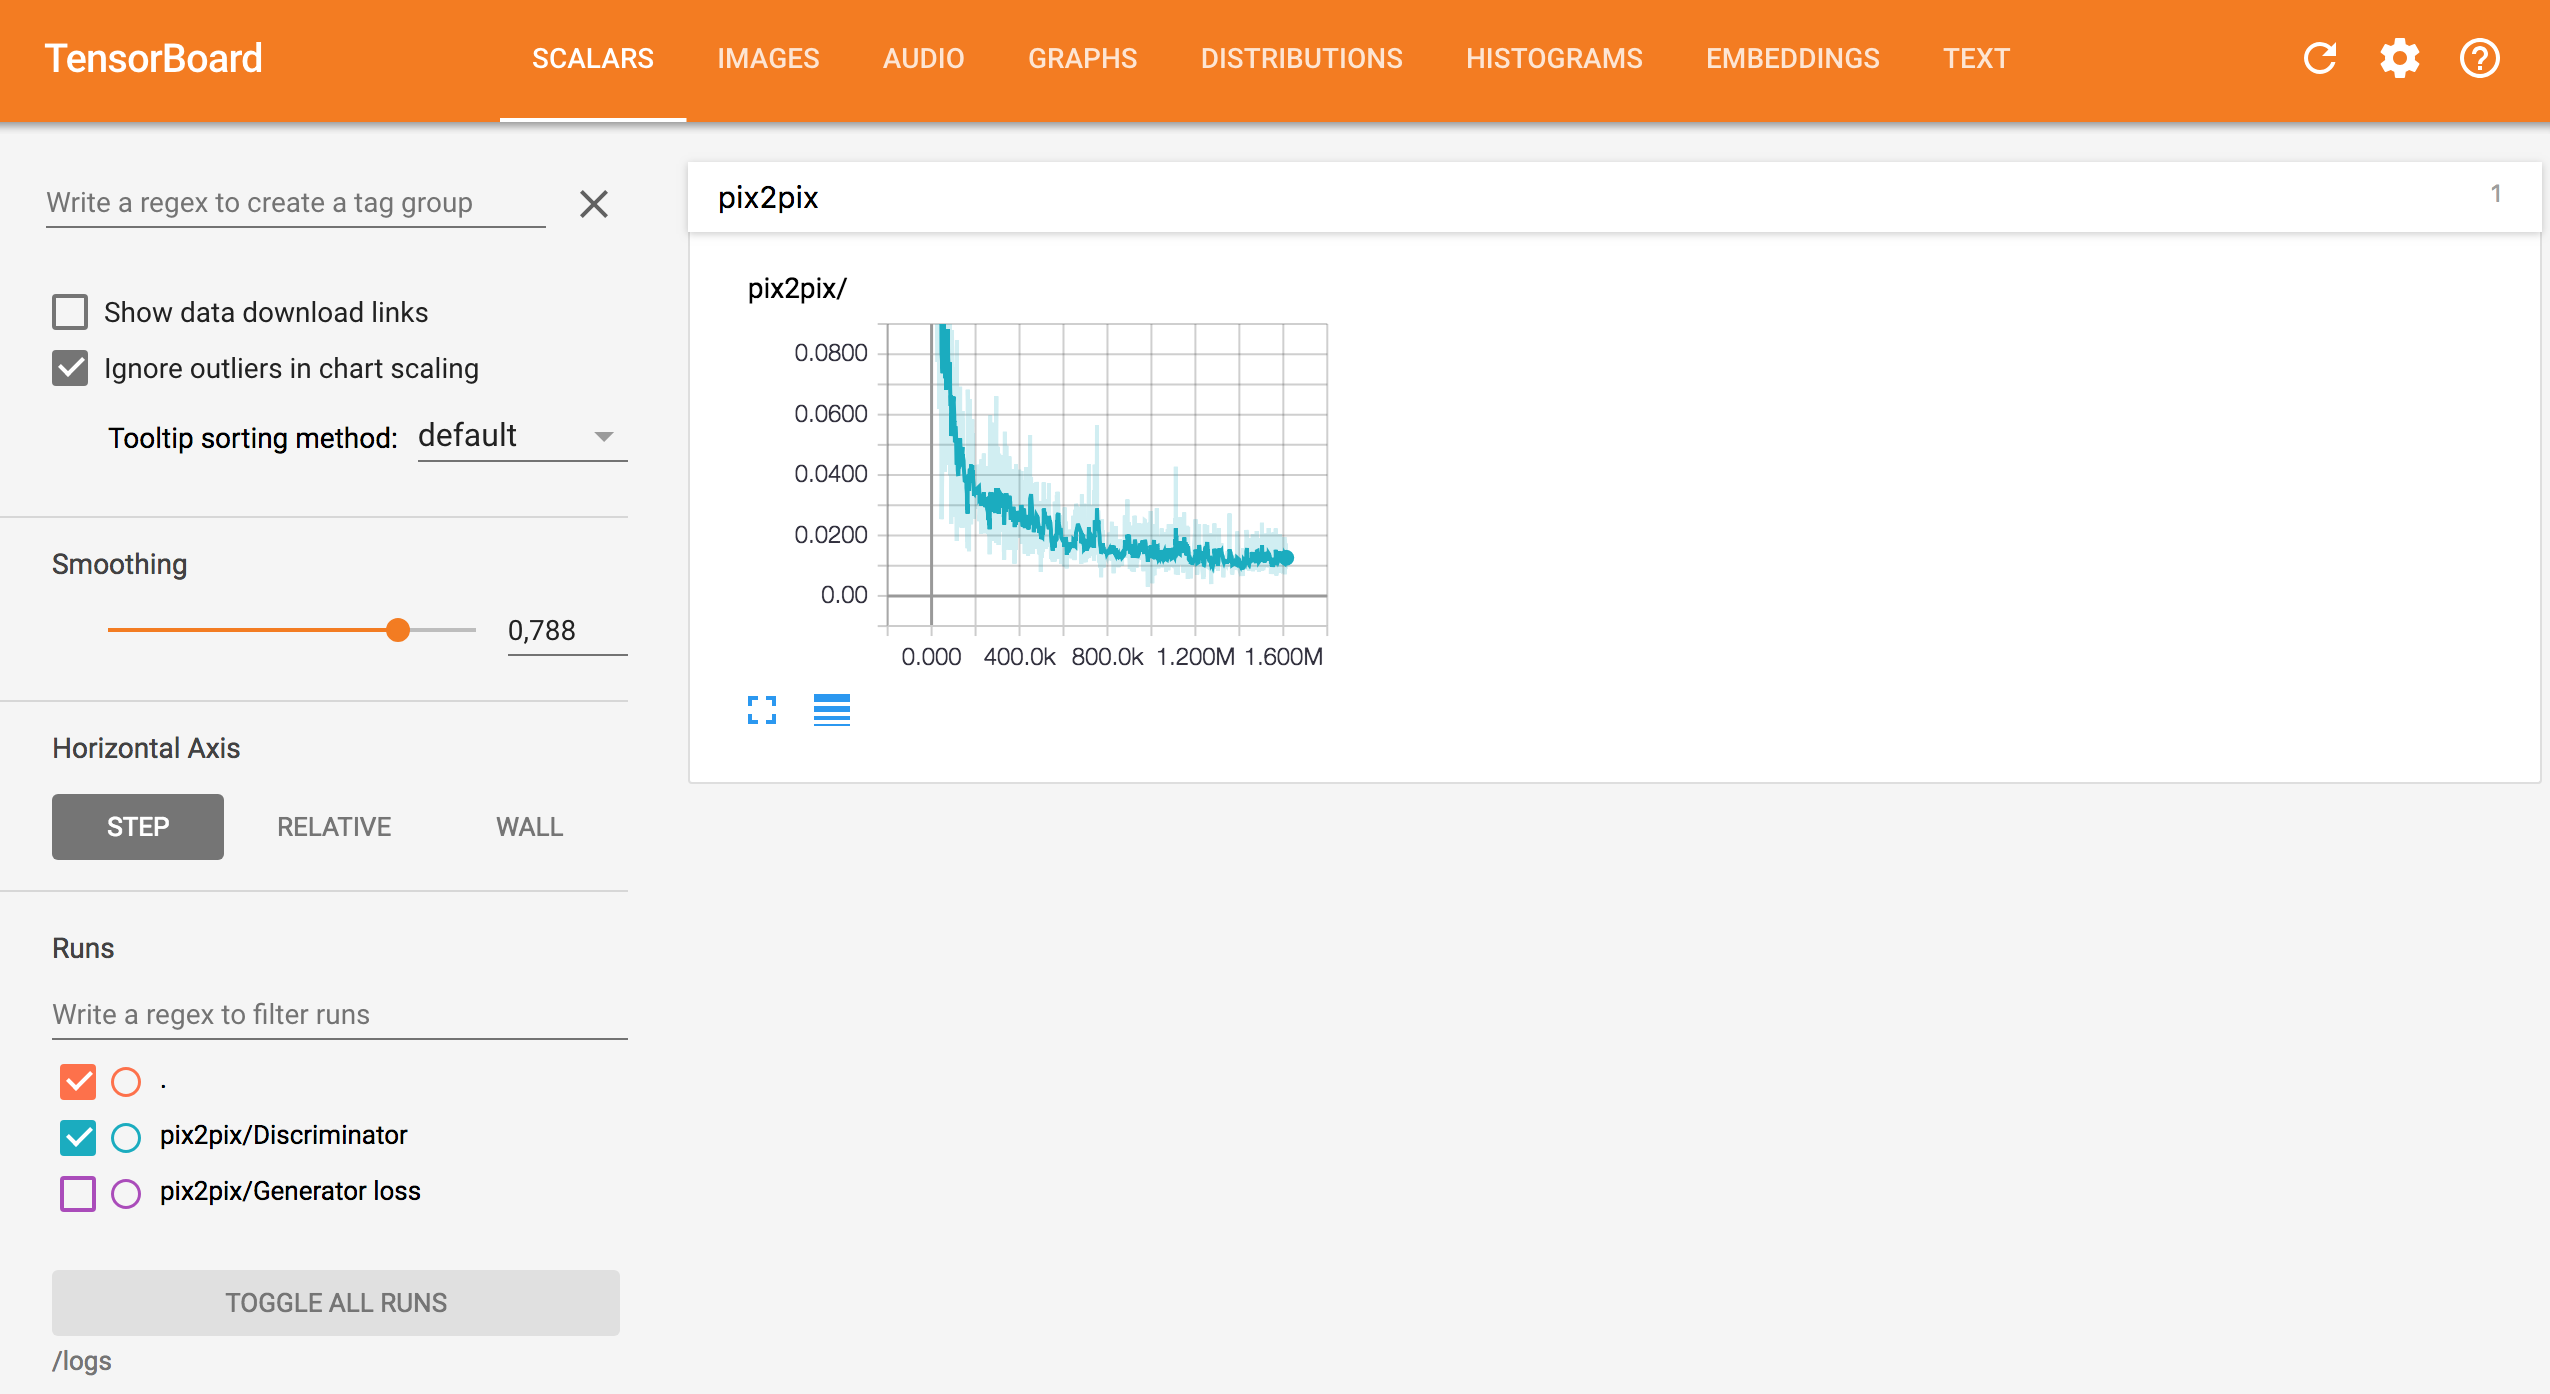 TensorBoard
SCALARS IMAGES AUDIO GRAPHS DISTRIBUTIONS HISTOGRAMS EMBEDDINGS TEXT
Write a regex to create a tag group
Show data download links
Ignore outliers in chart scaling
Tooltip sorting method: default
Smoothing
0,788
Horizontal Axis
STEP RELATIVE WALL
Runs
Write a regex to filter runs
.
pix2pix/Discriminator
pix2pix/Generator loss
TOGGLE ALL RUNS
/logs
pix2pix 1
pix2pix/
0.0800
0.0600
0.0400
0.0200
0.00
0.000 400.0k 800.0k 1.200M 1.600M